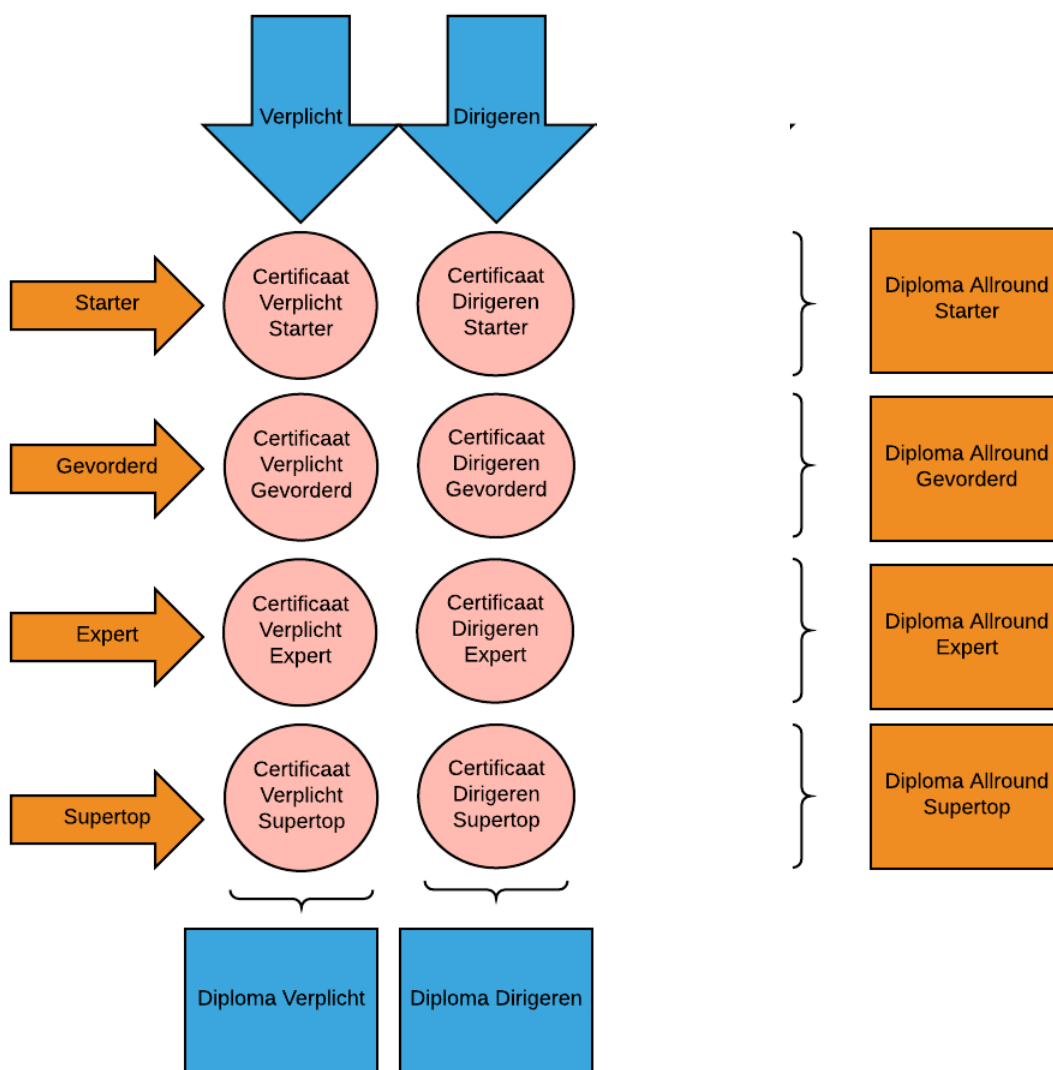 Verplicht
Dirigeren
Starter
Certificaat
Verplicht
Starter
Certificaat
Dirigeren
Starter
Diploma Allround
Starter
Gevorderd
Certificaat
Verplicht
Gevorderd
Certificaat
Dirigeren
Gevorderd
Diploma Allround
Gevorderd
Expert
Certificaat
Verplicht
Expert
Certificaat
Dirigeren
Expert
Diploma Allround
Expert
Supertop
Certificaat
Verplicht
Supertop
Certificaat
Dirigeren
Supertop
Diploma Allround
Supertop
Diploma Verplicht
Diploma Dirigeren